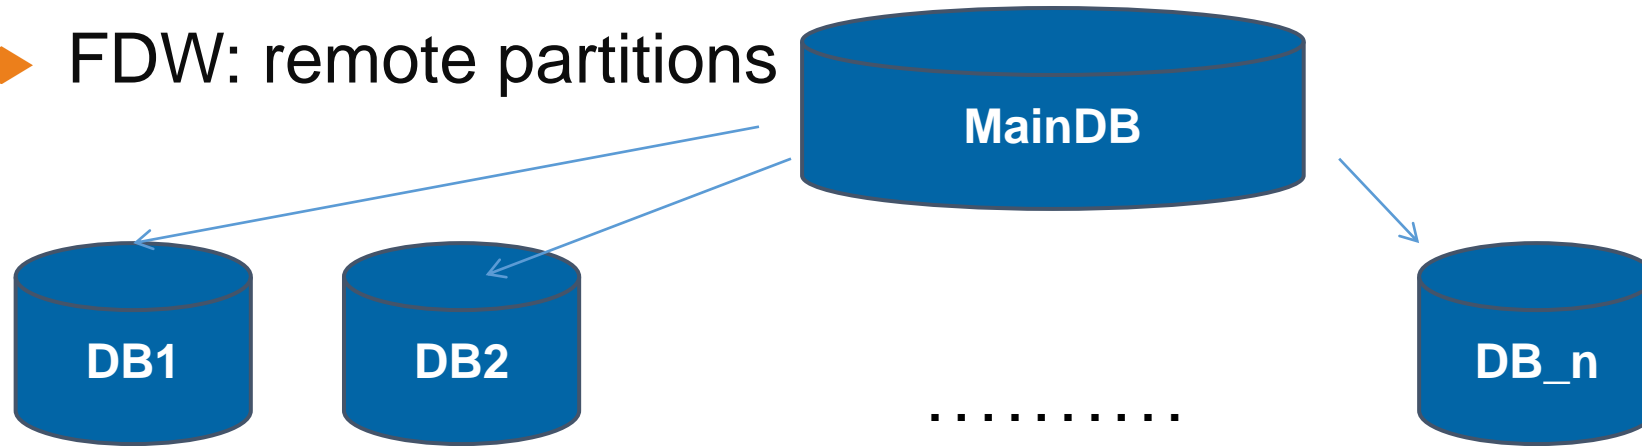 FDW: remote partitions
MainDB
DB1
DB2
..........
DB_n